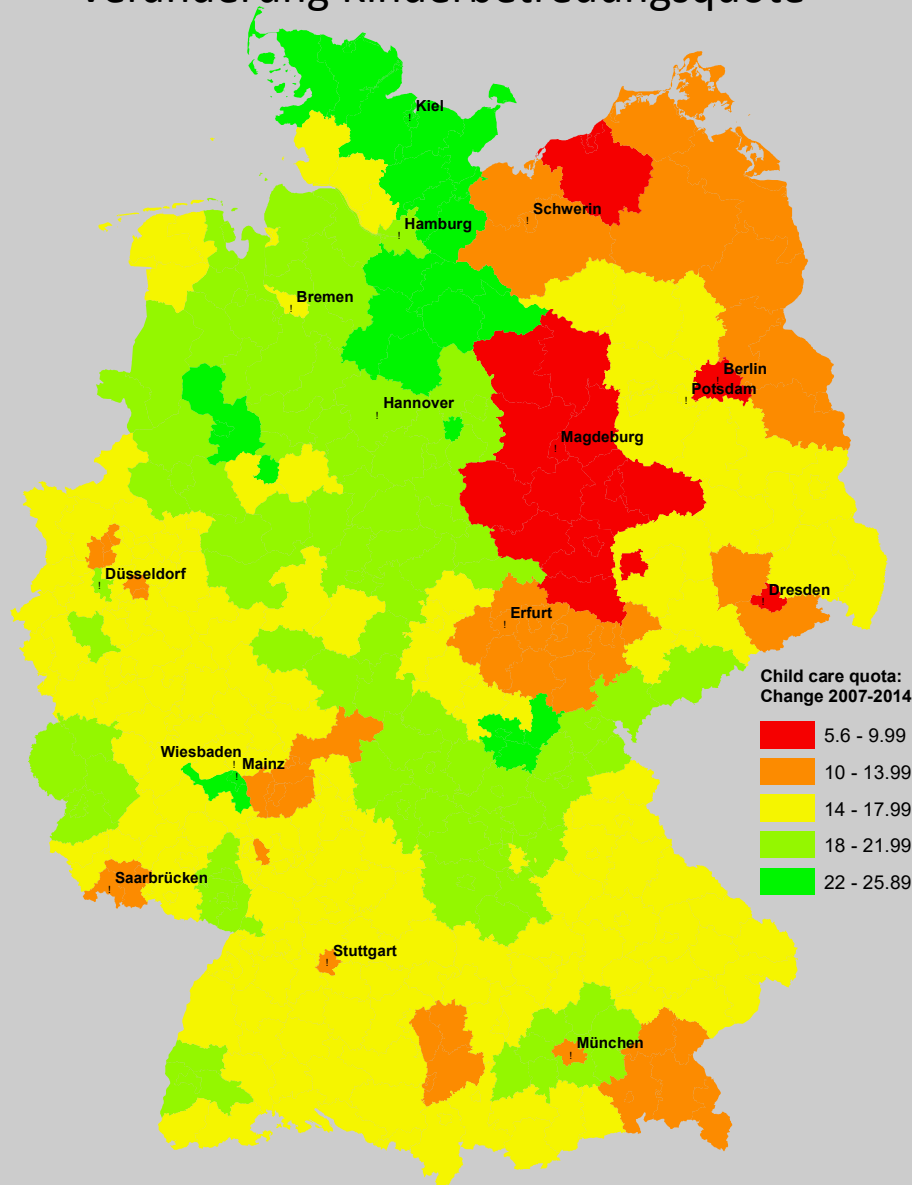 Veränderung Kinderbetreuungsquote
Kiel
Schwerin
Hamburg
Bremen
Berlin
Potsdam
Hannover
Magdeburg
Düsseldorf
Dresden
Erfurt
Child care quota:
Change 2007-2014
5.6 - 9.99
10 - 13.99
14 - 17.99
18 - 21.99
22 - 25.89
Wiesbaden
Mainz
Saarbrücken
Stuttgart
München